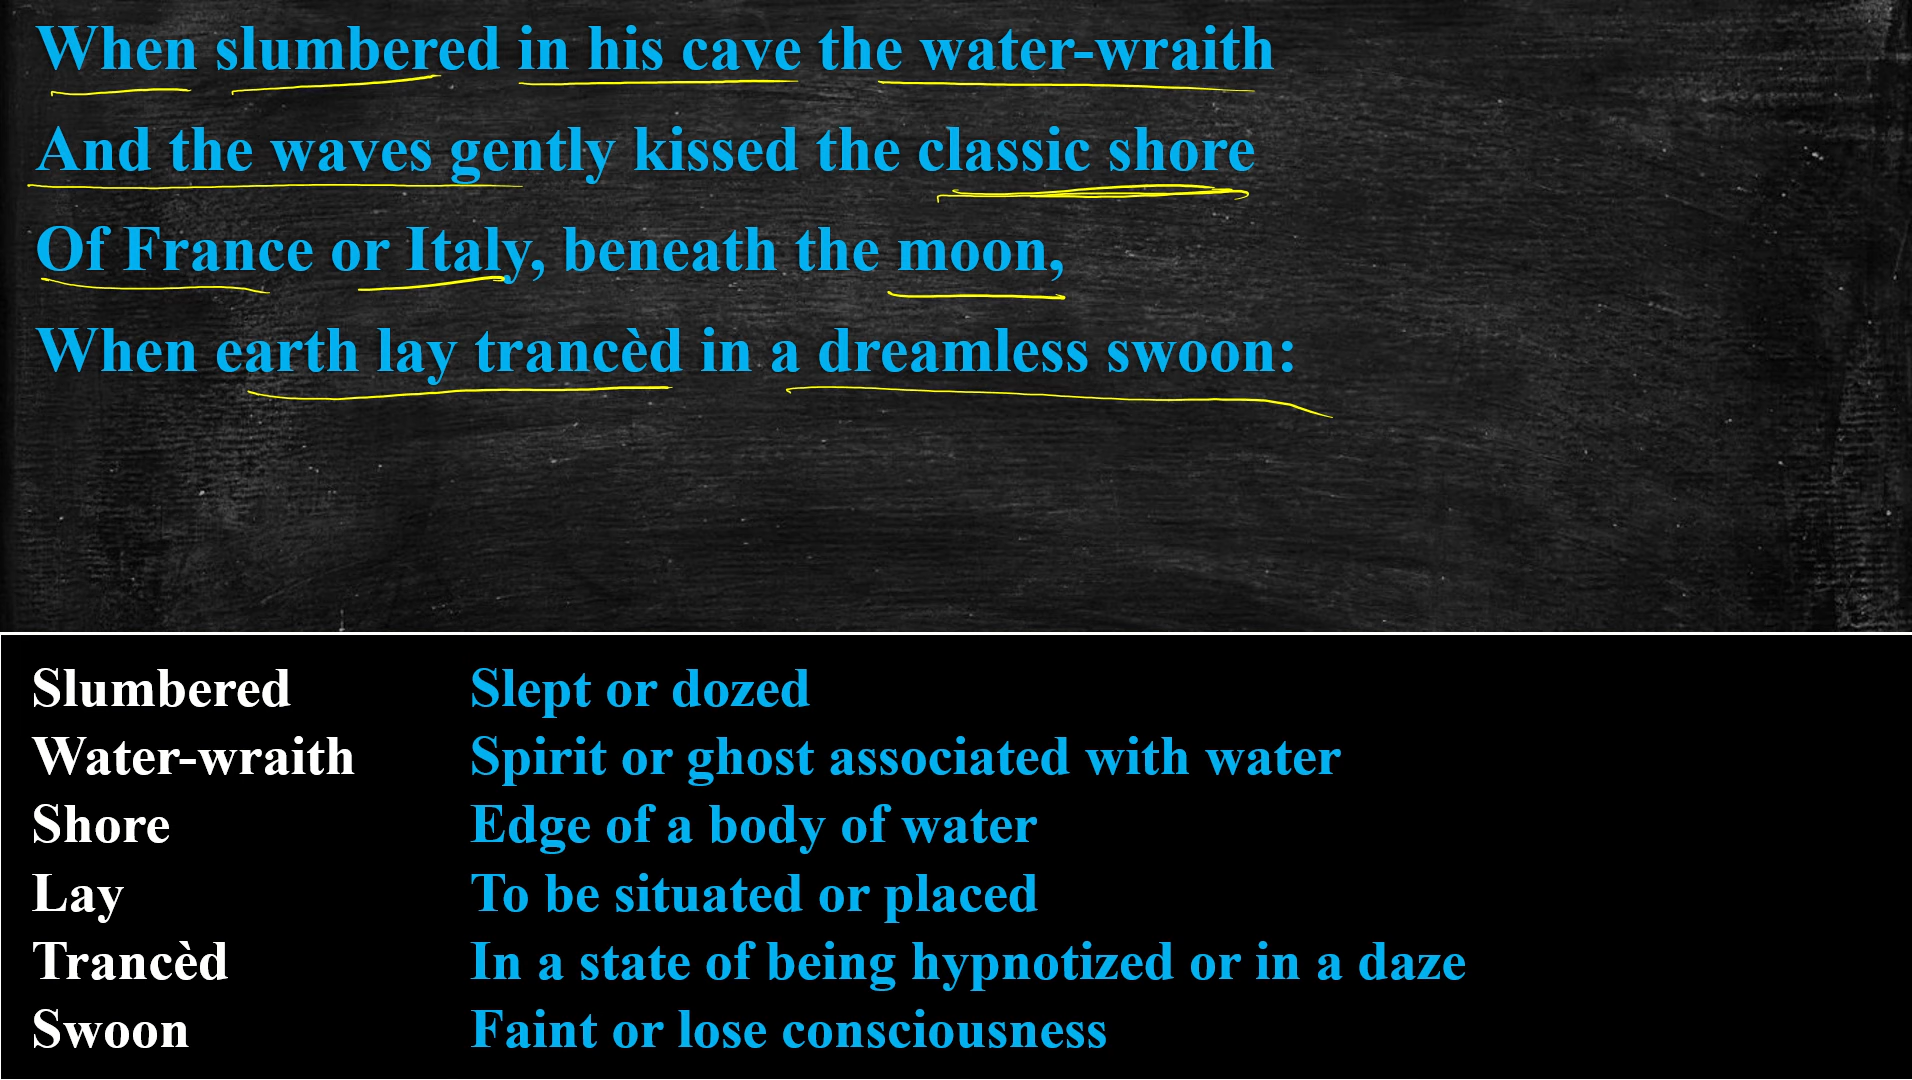 When slumbered in his cave the water-wraith
And the waves gently kissed the classic shore
Of France or Italy, beneath the moon,
When earth lay trancèd in a dreamless swoon:
Slumbered Slept or dozed
Water-wraith Spirit or ghost associated with water
Shore Edge of a body of water
Lay To be situated or placed
Trancèd In a state of being hypnotized or in a daze
Swoon Faint or lose consciousness